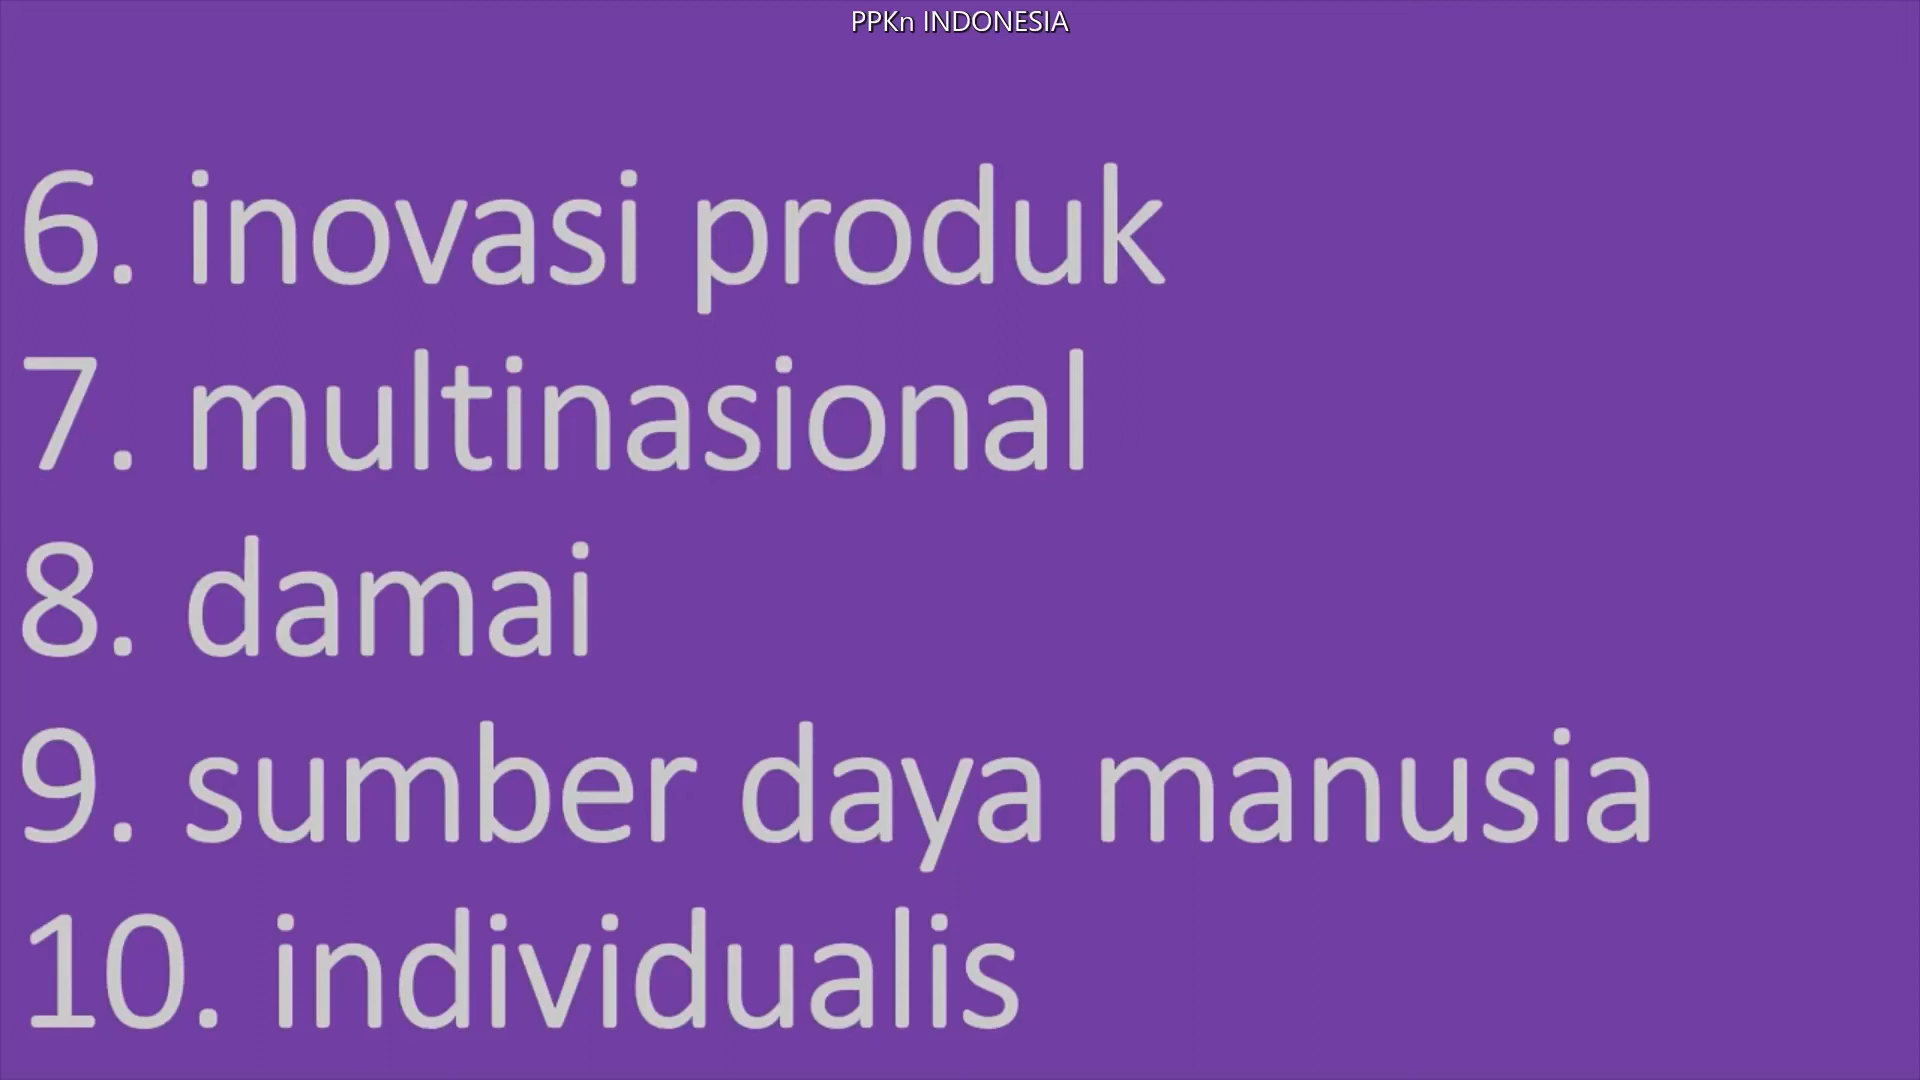 PPKn INDONESIA
6. inovasi produk
7. multinasional
8. damai
9. sumber daya manusia
10. individualis